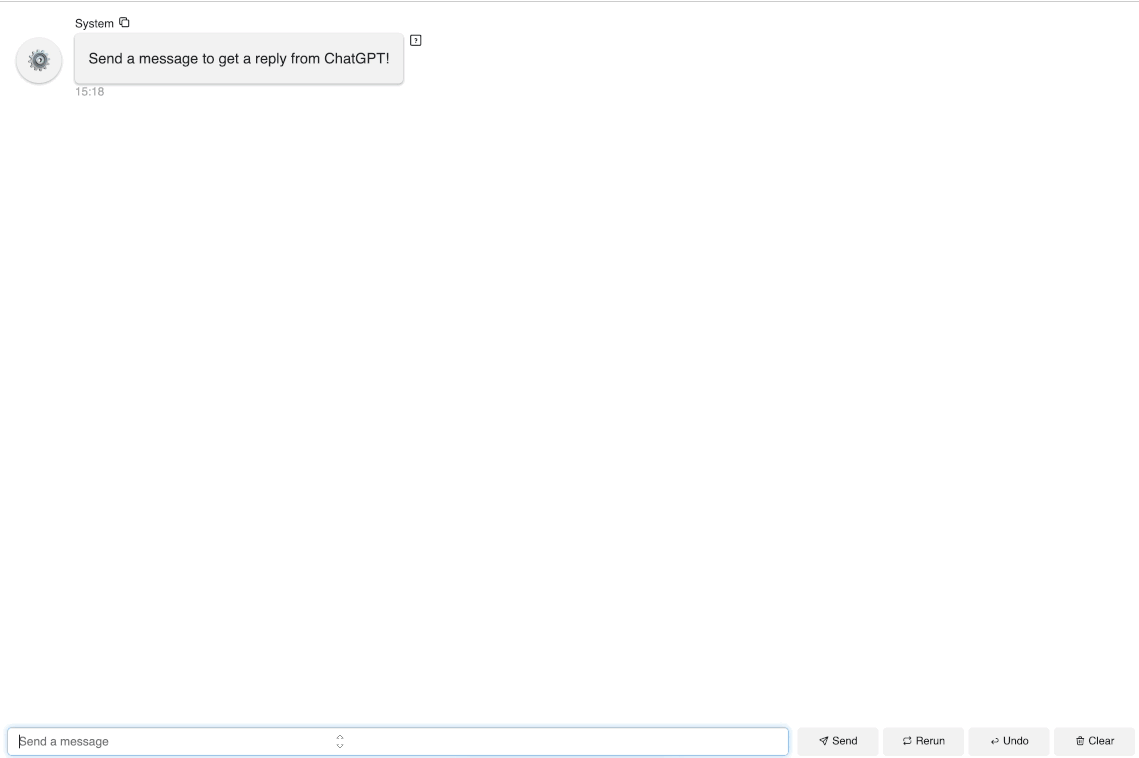 System
Send a message to get a reply from ChatGPT!
15:18
Send a message
Send
Rerun
Undo
Clear